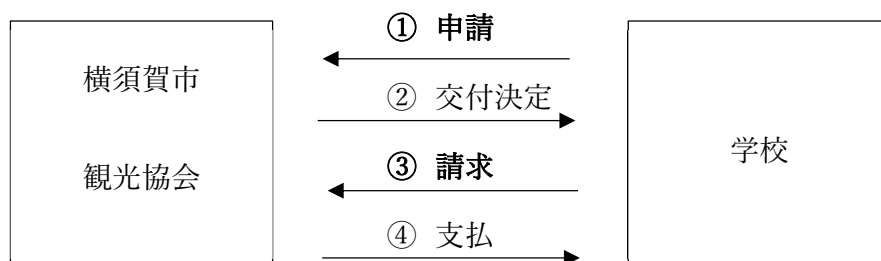 ① 申請
横須賀市
② 交付決定
学校
③ 請求
観光協会
④ 支払